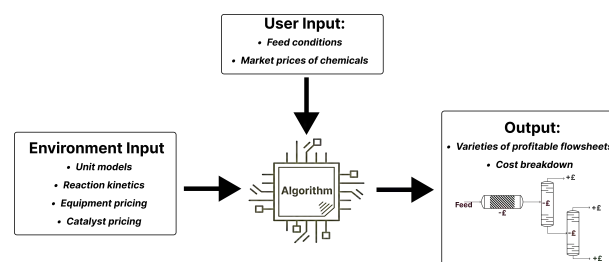 User Input:
• Feed conditions
• Market prices of chemicals
Environment Input
• Unit models
• Reaction kinetics
• Equipment pricing
• Catalyst pricing
Algorithm
Output:
• Varieties of profitable flowsheets
• Cost breakdown
+£
Feed
-£
-£
+£
-£
+£